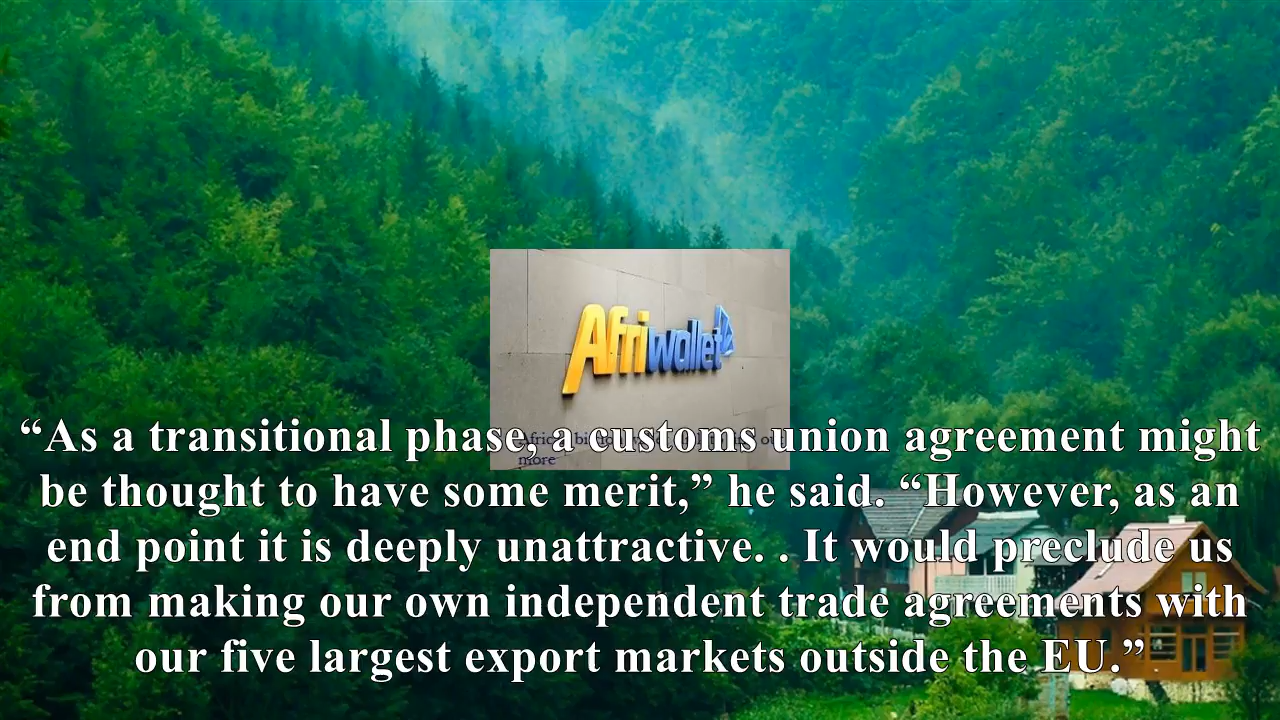 Afriwallet
“As a transitional phase, a customs union agreement might
more
be thought to have some merit,” he said. “However, as an
end point it is deeply unattractive. . It would preclude us
from making our own independent trade agreements with
our five largest export markets outside the EU.”